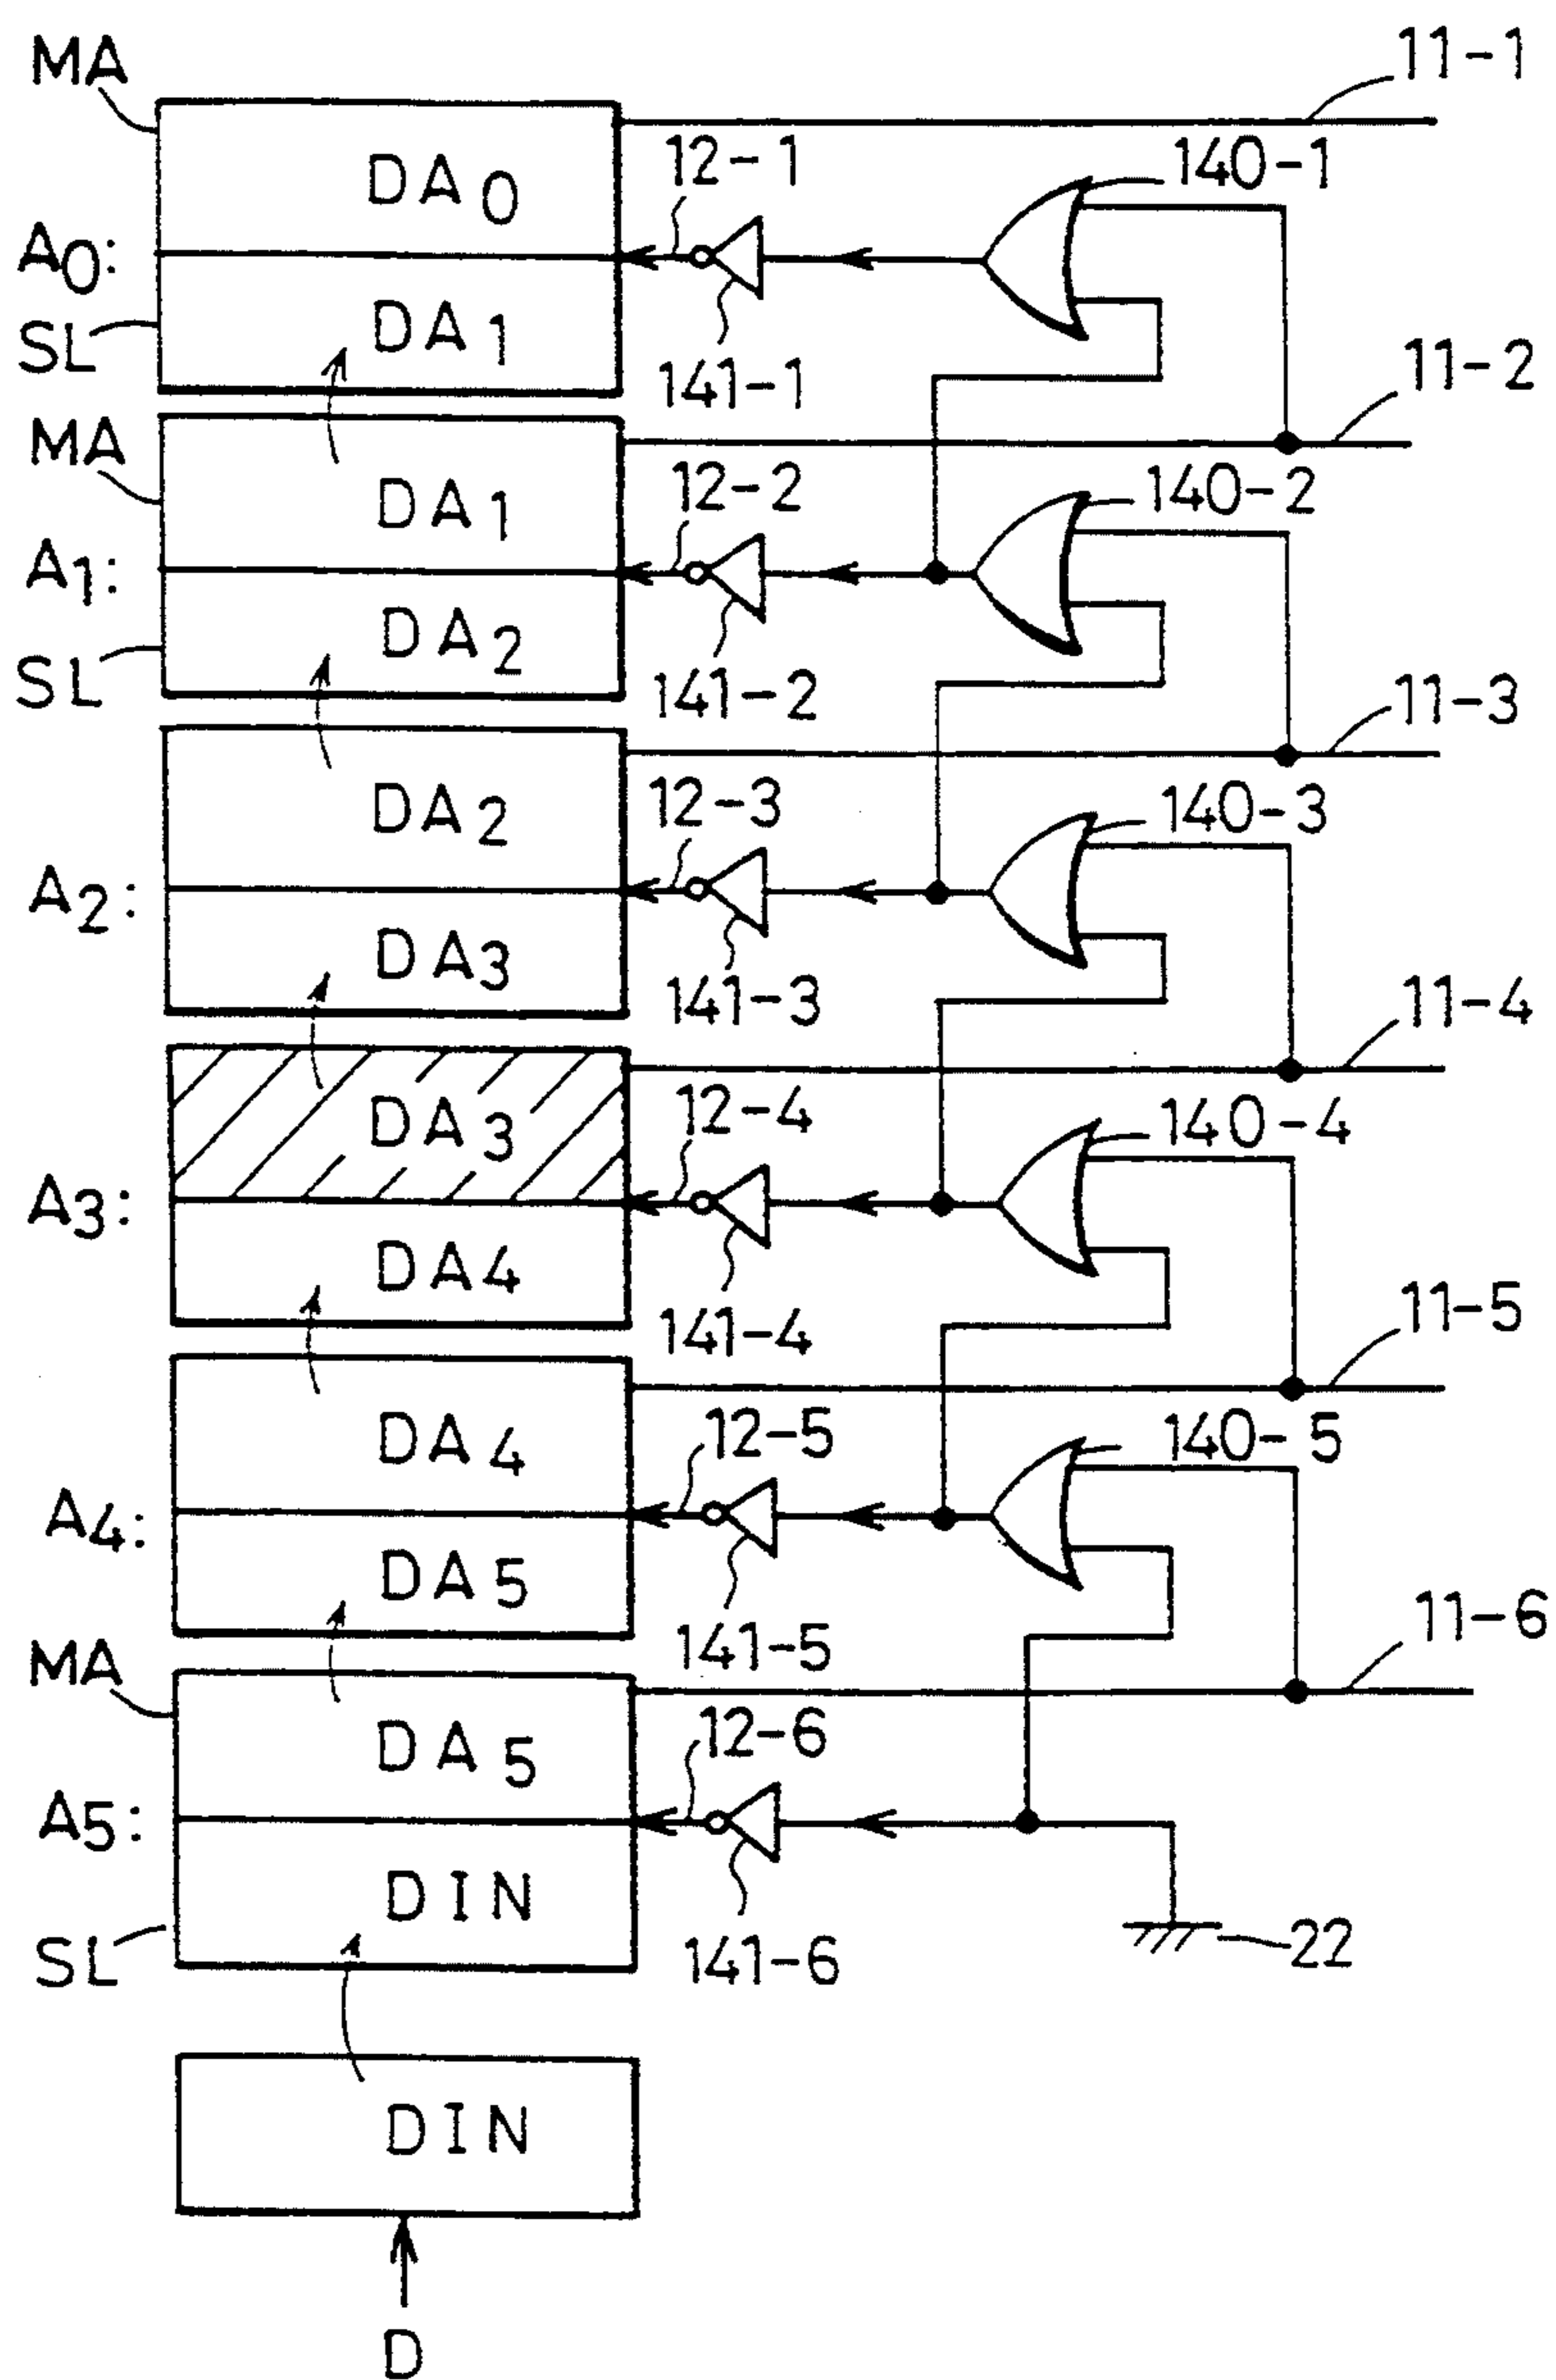 MA
11-1
DA0
12-1
140-1
A0:
SL
DA1
141-1
11-2
MA
DA1
12-2
140-2
A1:
SL
DA2
141-2
11-3
DA2
12-3
140-3
A2:
DA3
141-3
11-4
DA3
12-4
140-4
A3:
DA4
141-4
11-5
DA4
12-5
140-5
A4:
DA5
141-5
11-6
MA
DA5
12-6
A5:
DIN
SL
141-6
22
DIN
D